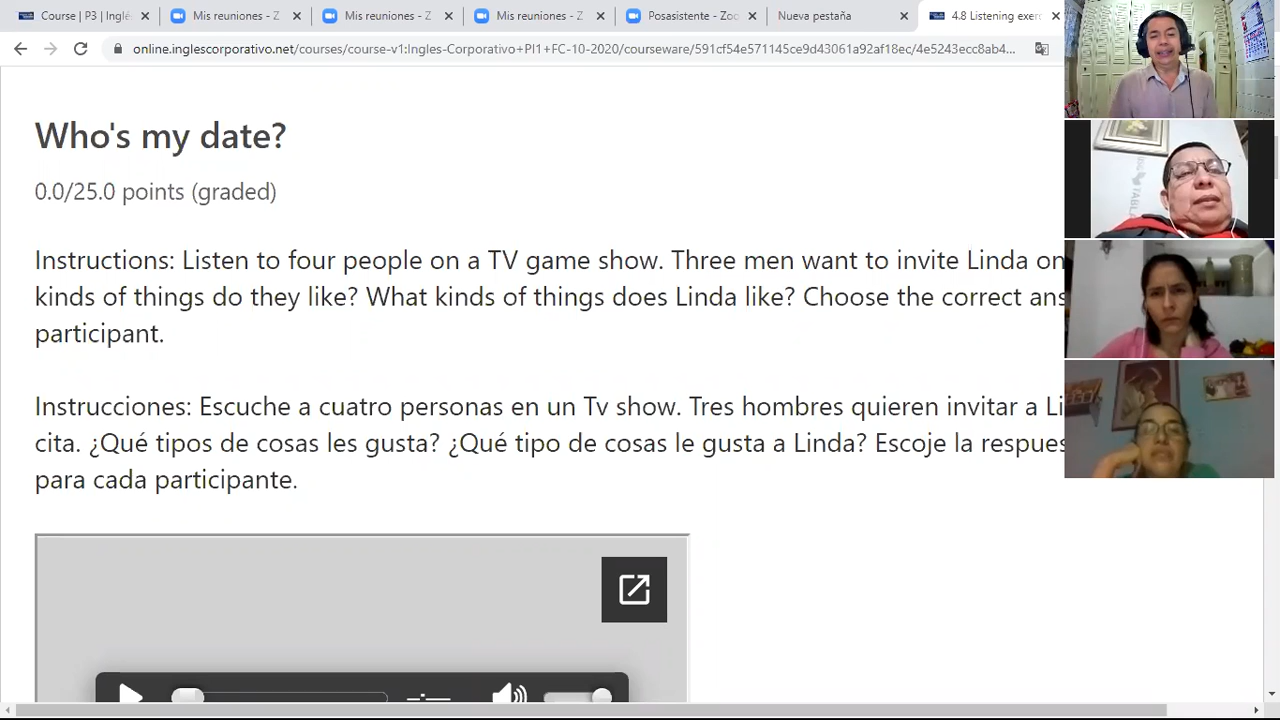 Course | P3 | Inglé
Mis reuniones - Z
Mis reuniones - Z
Mis reuniones - Z
Posasistente - Zoo
Nueva pestaña
4.8 Listening exerc
online.inglescorporativo.net/courses/course-v1:Ingles-Corporativo+PI1+FC-10-2020/courseware/591cf54e571145ce9d43061a92af18ec/4e5243ecc8ab4...
Who's my date?
0.0/25.0 points (graded)
Instructions: Listen to four people on a TV game show. Three men want to invite Linda on
kinds of things do they like? What kinds of things does Linda like? Choose the correct ans
participant.
Instrucciones: Escuche a cuatro personas en un Tv show. Tres hombres quieren invitar a Li
cita. ¿Qué tipos de cosas les gusta? ¿Qué tipo de cosas le gusta a Linda? Escoje la respues
para cada participante.